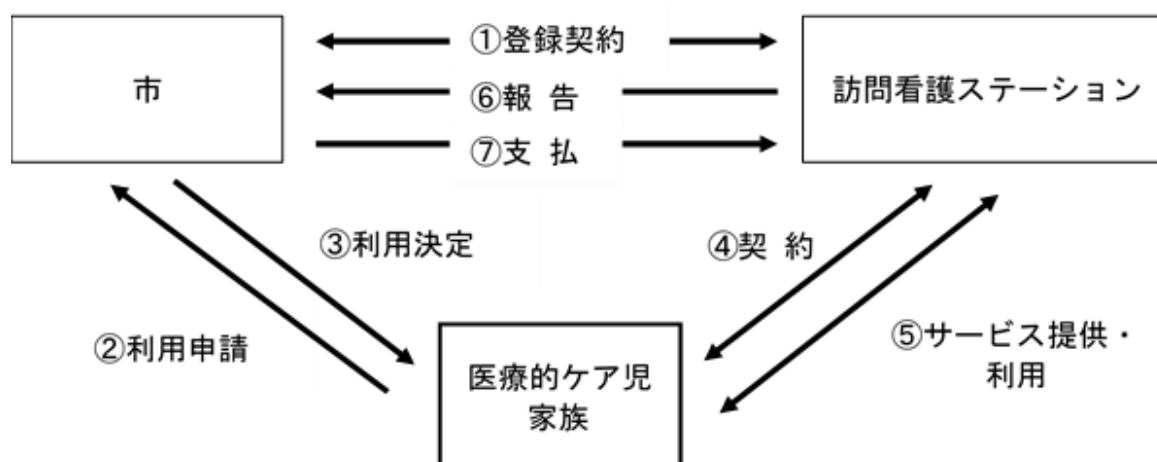 市
①登録契約
⑥報 告
⑦支 払
訪問看護ステーション
③利用決定
②利用申請
④契 約
⑤サービス提供・
利用
医療的ケア児
家族